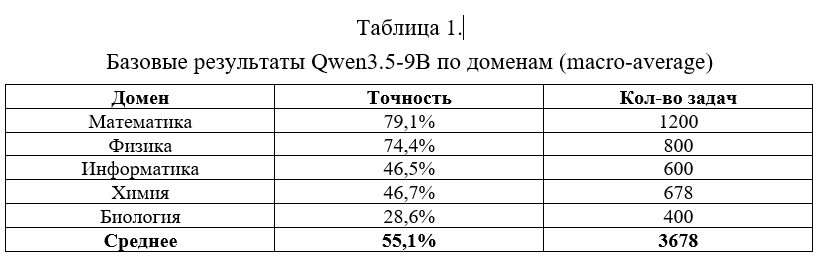 Таблица 1.
Базовые результаты Qwen3.5-9B по доменам (macro-average)
Домен Точность Кол-во задач
Математика 79,1% 1200
Физика 74,4% 800
Информатика 46,5% 600
Химия 46,7% 678
Биология 28,6% 400
Среднее 55,1% 3678